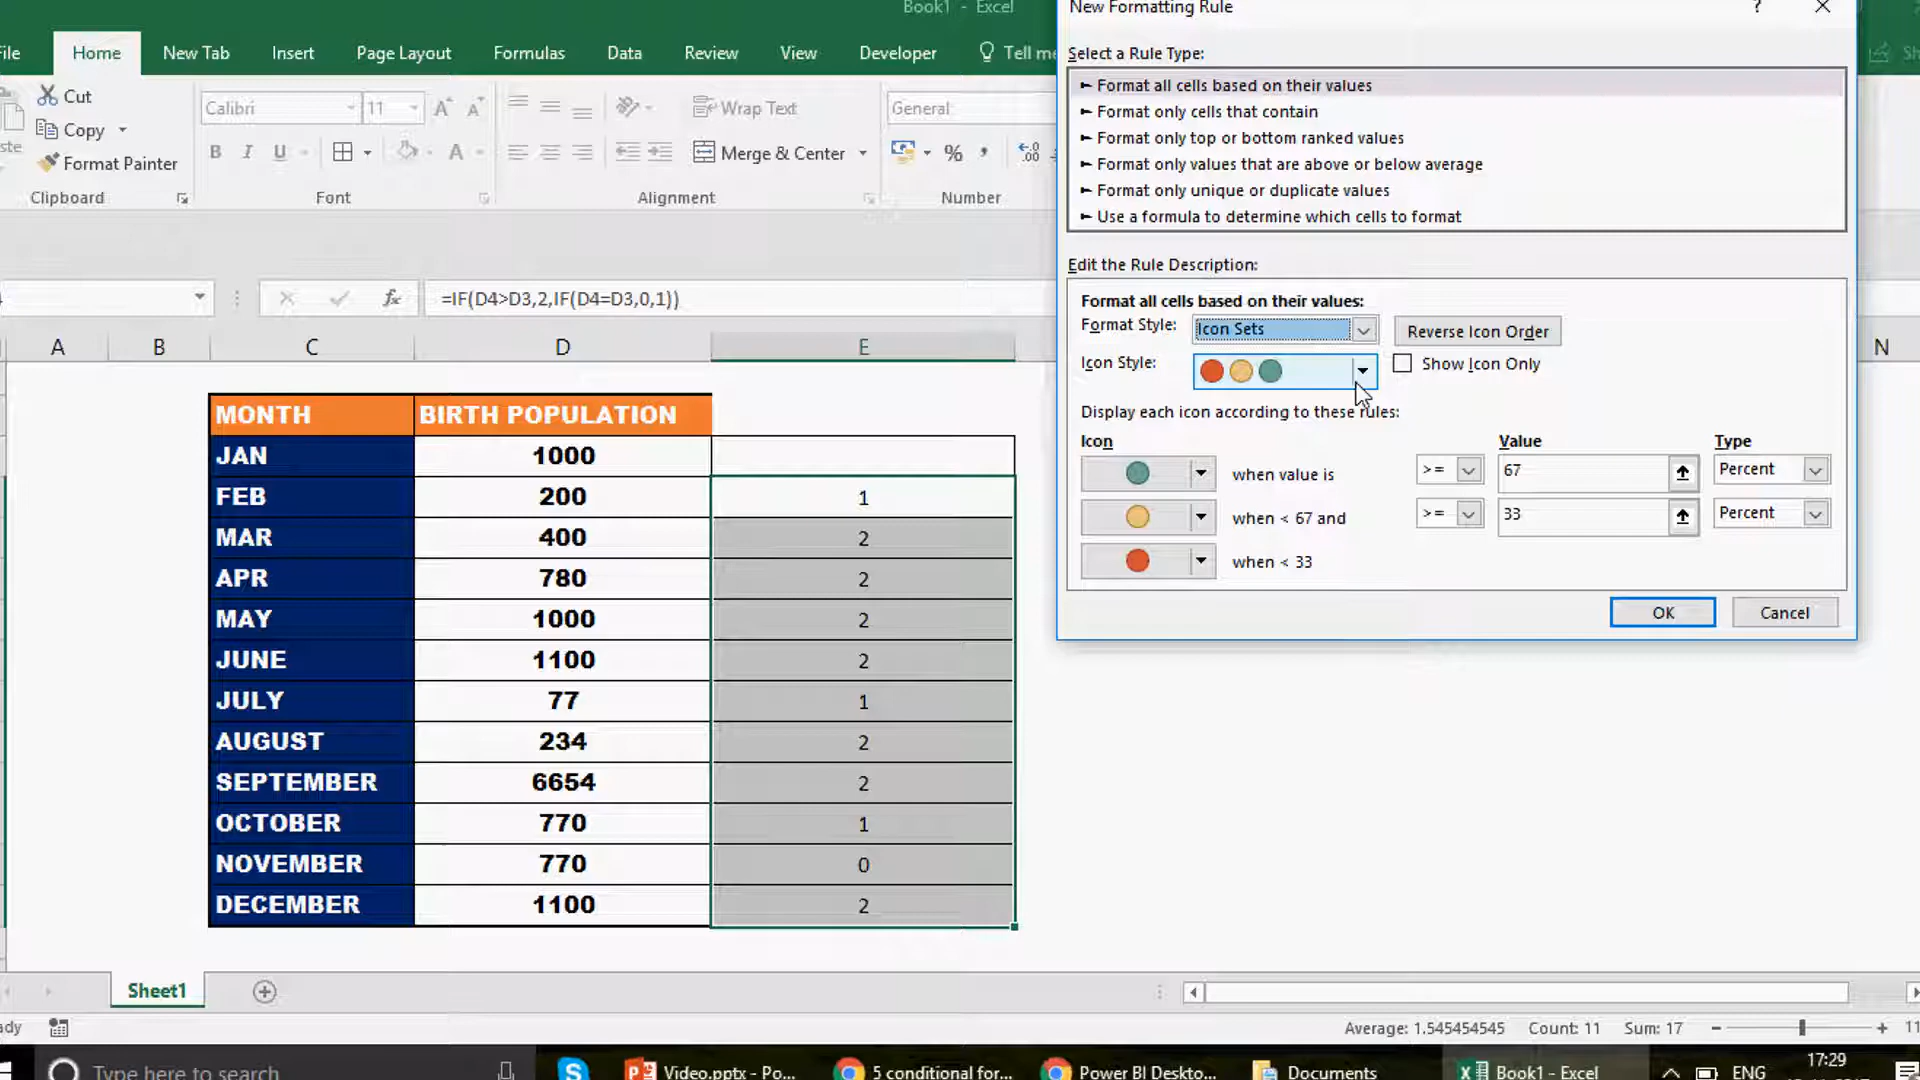 Book1 - Excel
New Formatting Rule
?
File
Home
New Tab
Insert
Page Layout
Formulas
Data
Review
View
Developer
Tell me
Select a Rule Type:
► Format all cells based on their values
► Format only cells that contain
► Format only top or bottom ranked values
► Format only values that are above or below average
► Format only unique or duplicate values
► Use a formula to determine which cells to format
Cut
Copy
Format Painter
Clipboard
Calibri
11
B I U
Font
Wrap Text
Merge & Center
Alignment
General
%
Number
Edit the Rule Description:
Format all cells based on their values:
Format Style: Icon Sets
Reverse Icon Order
Icon Style:
Show Icon Only
Display each icon according to these rules:
Icon Value Type
when value is >= 67 Percent
when < 67 and >= 33 Percent
when < 33
OK
Cancel
fx
=IF(D4>D3,2,IF(D4=D3,0,1))
A B C D E N
MONTH BIRTH POPULATION
JAN 1000
FEB 200 1
MAR 400 2
APR 780 2
MAY 1000 2
JUNE 1100 2
JULY 77 1
AUGUST 234 2
SEPTEMBER 6654 2
OCTOBER 770 1
NOVEMBER 770 0
DECEMBER 1100 2
Sheet1
Average: 1.545454545 Count: 11 Sum: 17
Type here to search
Video.pptx - Po...
5 conditional for...
Power BI Deskto...
Documents
Book1 - Excel
ENG
17:29